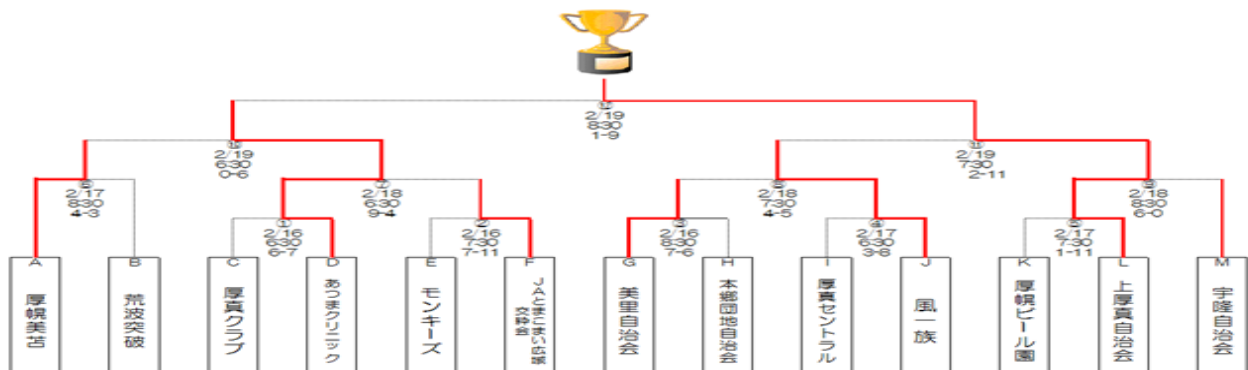 ⑫
2/19
8:30
1-9
⑩
2/19
6:30
0-6
⑪
2/19
7:30
2-11
2/17
8:30
4-3
⑦
2/18
6:30
9-4
⑧
2/18
7:30
4-5
⑨
2/18
8:30
6-0
①
2/16
6:30
6-7
②
2/16
7:30
7-11
③
2/16
8:30
7-6
④
2/17
6:30
3-8
⑤
2/17
7:30
1-11
A
厚幌美苫
B
荒波突破
C
厚真クラブ
D
あつまクリニック
E
モンキーズ
F
JAとまこまい広域
G
美里自治会
H
本郷団地自治会
I
厚真セントラル
J
風一族
K
厚幌ビール園
L
上厚真自治会
M
宇隆自治会